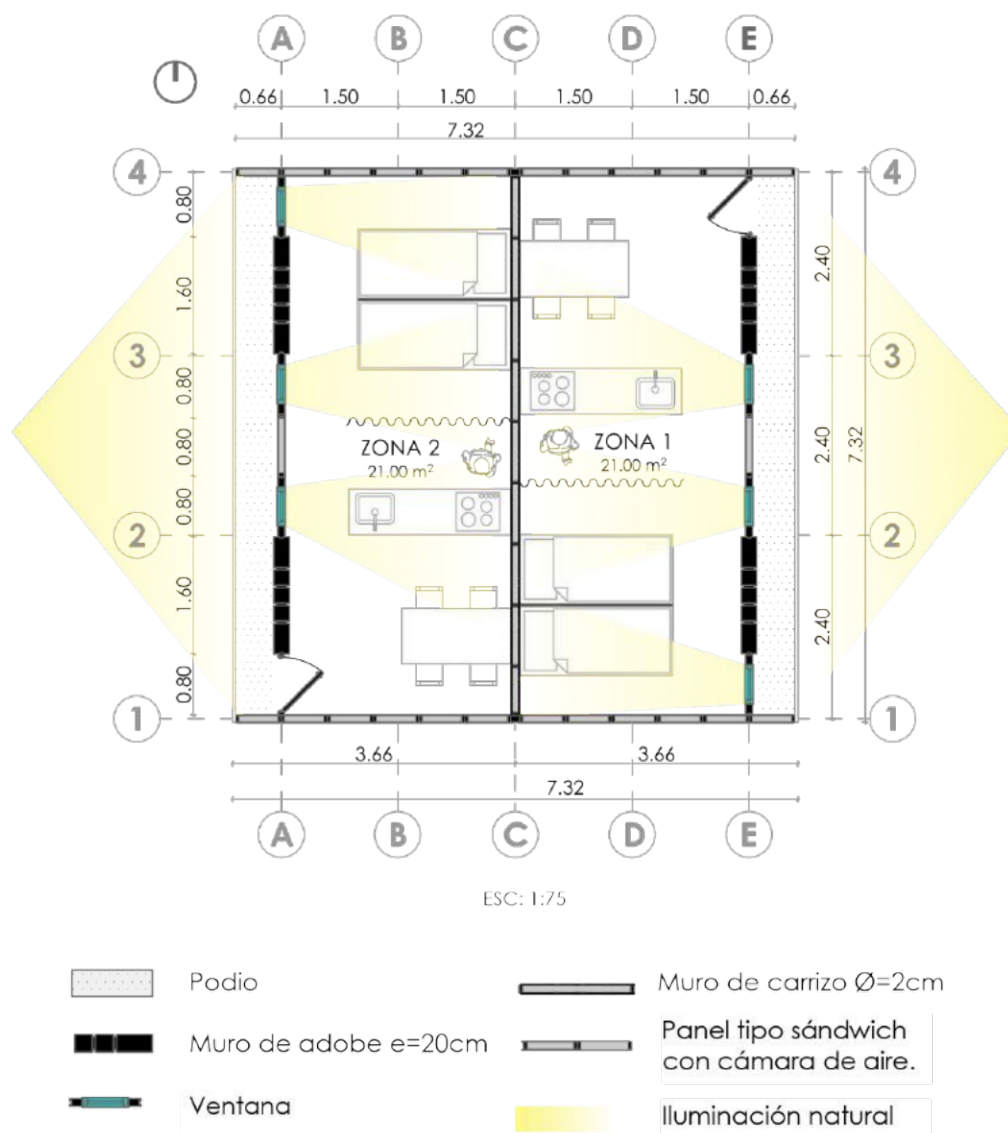 A B C D E
0.66 1.50 1.50 1.50 1.50 0.66
7.32
4 4
0.80
1.60
2.40
3 3
0.80
0.80
0.80
2.40
7.32
ZONA 2
21.00 m²
ZONA 1
21.00 m²
2 2
1.60
2.40
0.80
1 1
3.66 3.66
7.32
A B C D E
ESC: 1:75
Podio
Muro de carrizo Ø=2cm
Muro de adobe e=20cm
Panel tipo sándwich
con cámara de aire.
Ventana
Iluminación natural